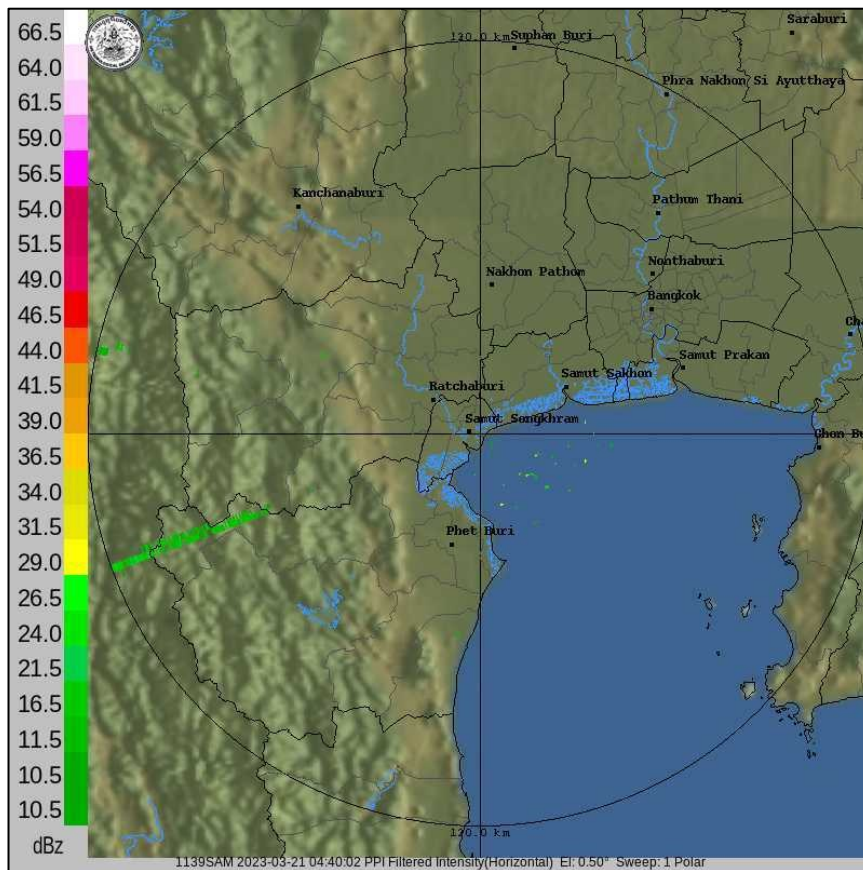 66.5
64.0
61.5
59.0
56.5
54.0
51.5
49.0
46.5
44.0
41.5
39.0
36.5
34.0
31.5
29.0
26.5
24.0
21.5
16.5
11.5
10.5
10.5
dBz
Saraburi
120.0 km
Suphan Buri
Phra Nakhon Si Ayutthaya
Kanchanaburi
Pathum Thani
Nonthaburi
Nakhon Pathom
Bangkok
Cha
Samut Prakan
Samut Sakhon
Ratchaburi
Samut Songkhram
Chon Bu
Phet Buri
120.0 km
1139SAM 2023-03-21 04:40:02 PPI Filtered Intensity(Horizontal) El: 0.50° Sweep: 1 Polar